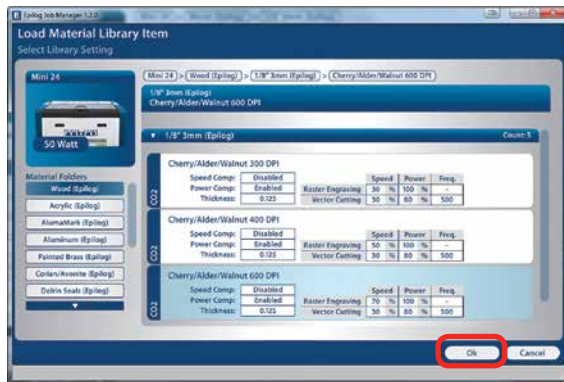 Epilog Job Manager 1.2.0
Load Material Library Item
Select Library Setting
Mini 24
50 Watt
Material Folders
Wood (Epilog)
Acrylic (Epilog)
AlumaMark (Epilog)
Aluminum (Epilog)
Painted Brass (Epilog)
Corian/Avonite (Epilog)
Delrin Seals (Epilog)
Mini 24 > Wood (Epilog) > 1/8" 3mm (Epilog) > Cherry/Alder/Walnut 600 DPI
1/8" 3mm (Epilog)
Cherry/Alder/Walnut 600 DPI
1/8" 3mm (Epilog) Count: 5
CO2
Cherry/Alder/Walnut 300 DPI
Speed Comp: Disabled Speed Power Freq.
Power Comp: Enabled Raster Engraving 30 % 100 % -
Thickness: 0.125 Vector Cutting 30 % 80 % 500
CO2
Cherry/Alder/Walnut 400 DPI
Speed Comp: Disabled Speed Power Freq.
Power Comp: Enabled Raster Engraving 50 % 100 % -
Thickness: 0.125 Vector Cutting 30 % 80 % 500
CO2
Cherry/Alder/Walnut 600 DPI
Speed Comp: Disabled Speed Power Freq.
Power Comp: Enabled Raster Engraving 70 % 100 % -
Thickness: 0.125 Vector Cutting 30 % 80 % 500
Ok Cancel